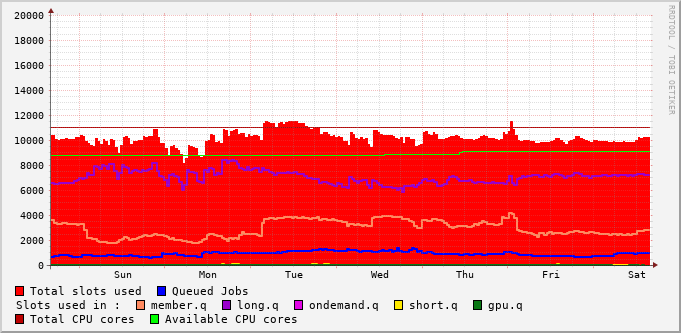 RRDTOOL / TOBI OETIKER
20000
18000
16000
14000
12000
10000
8000
6000
4000
2000
0
Sun Mon Tue Wed Thu Fri Sat
Total slots used Queued Jobs
Slots used in : member.q long.q ondemand.q short.q gpu.q
Total CPU cores Available CPU cores